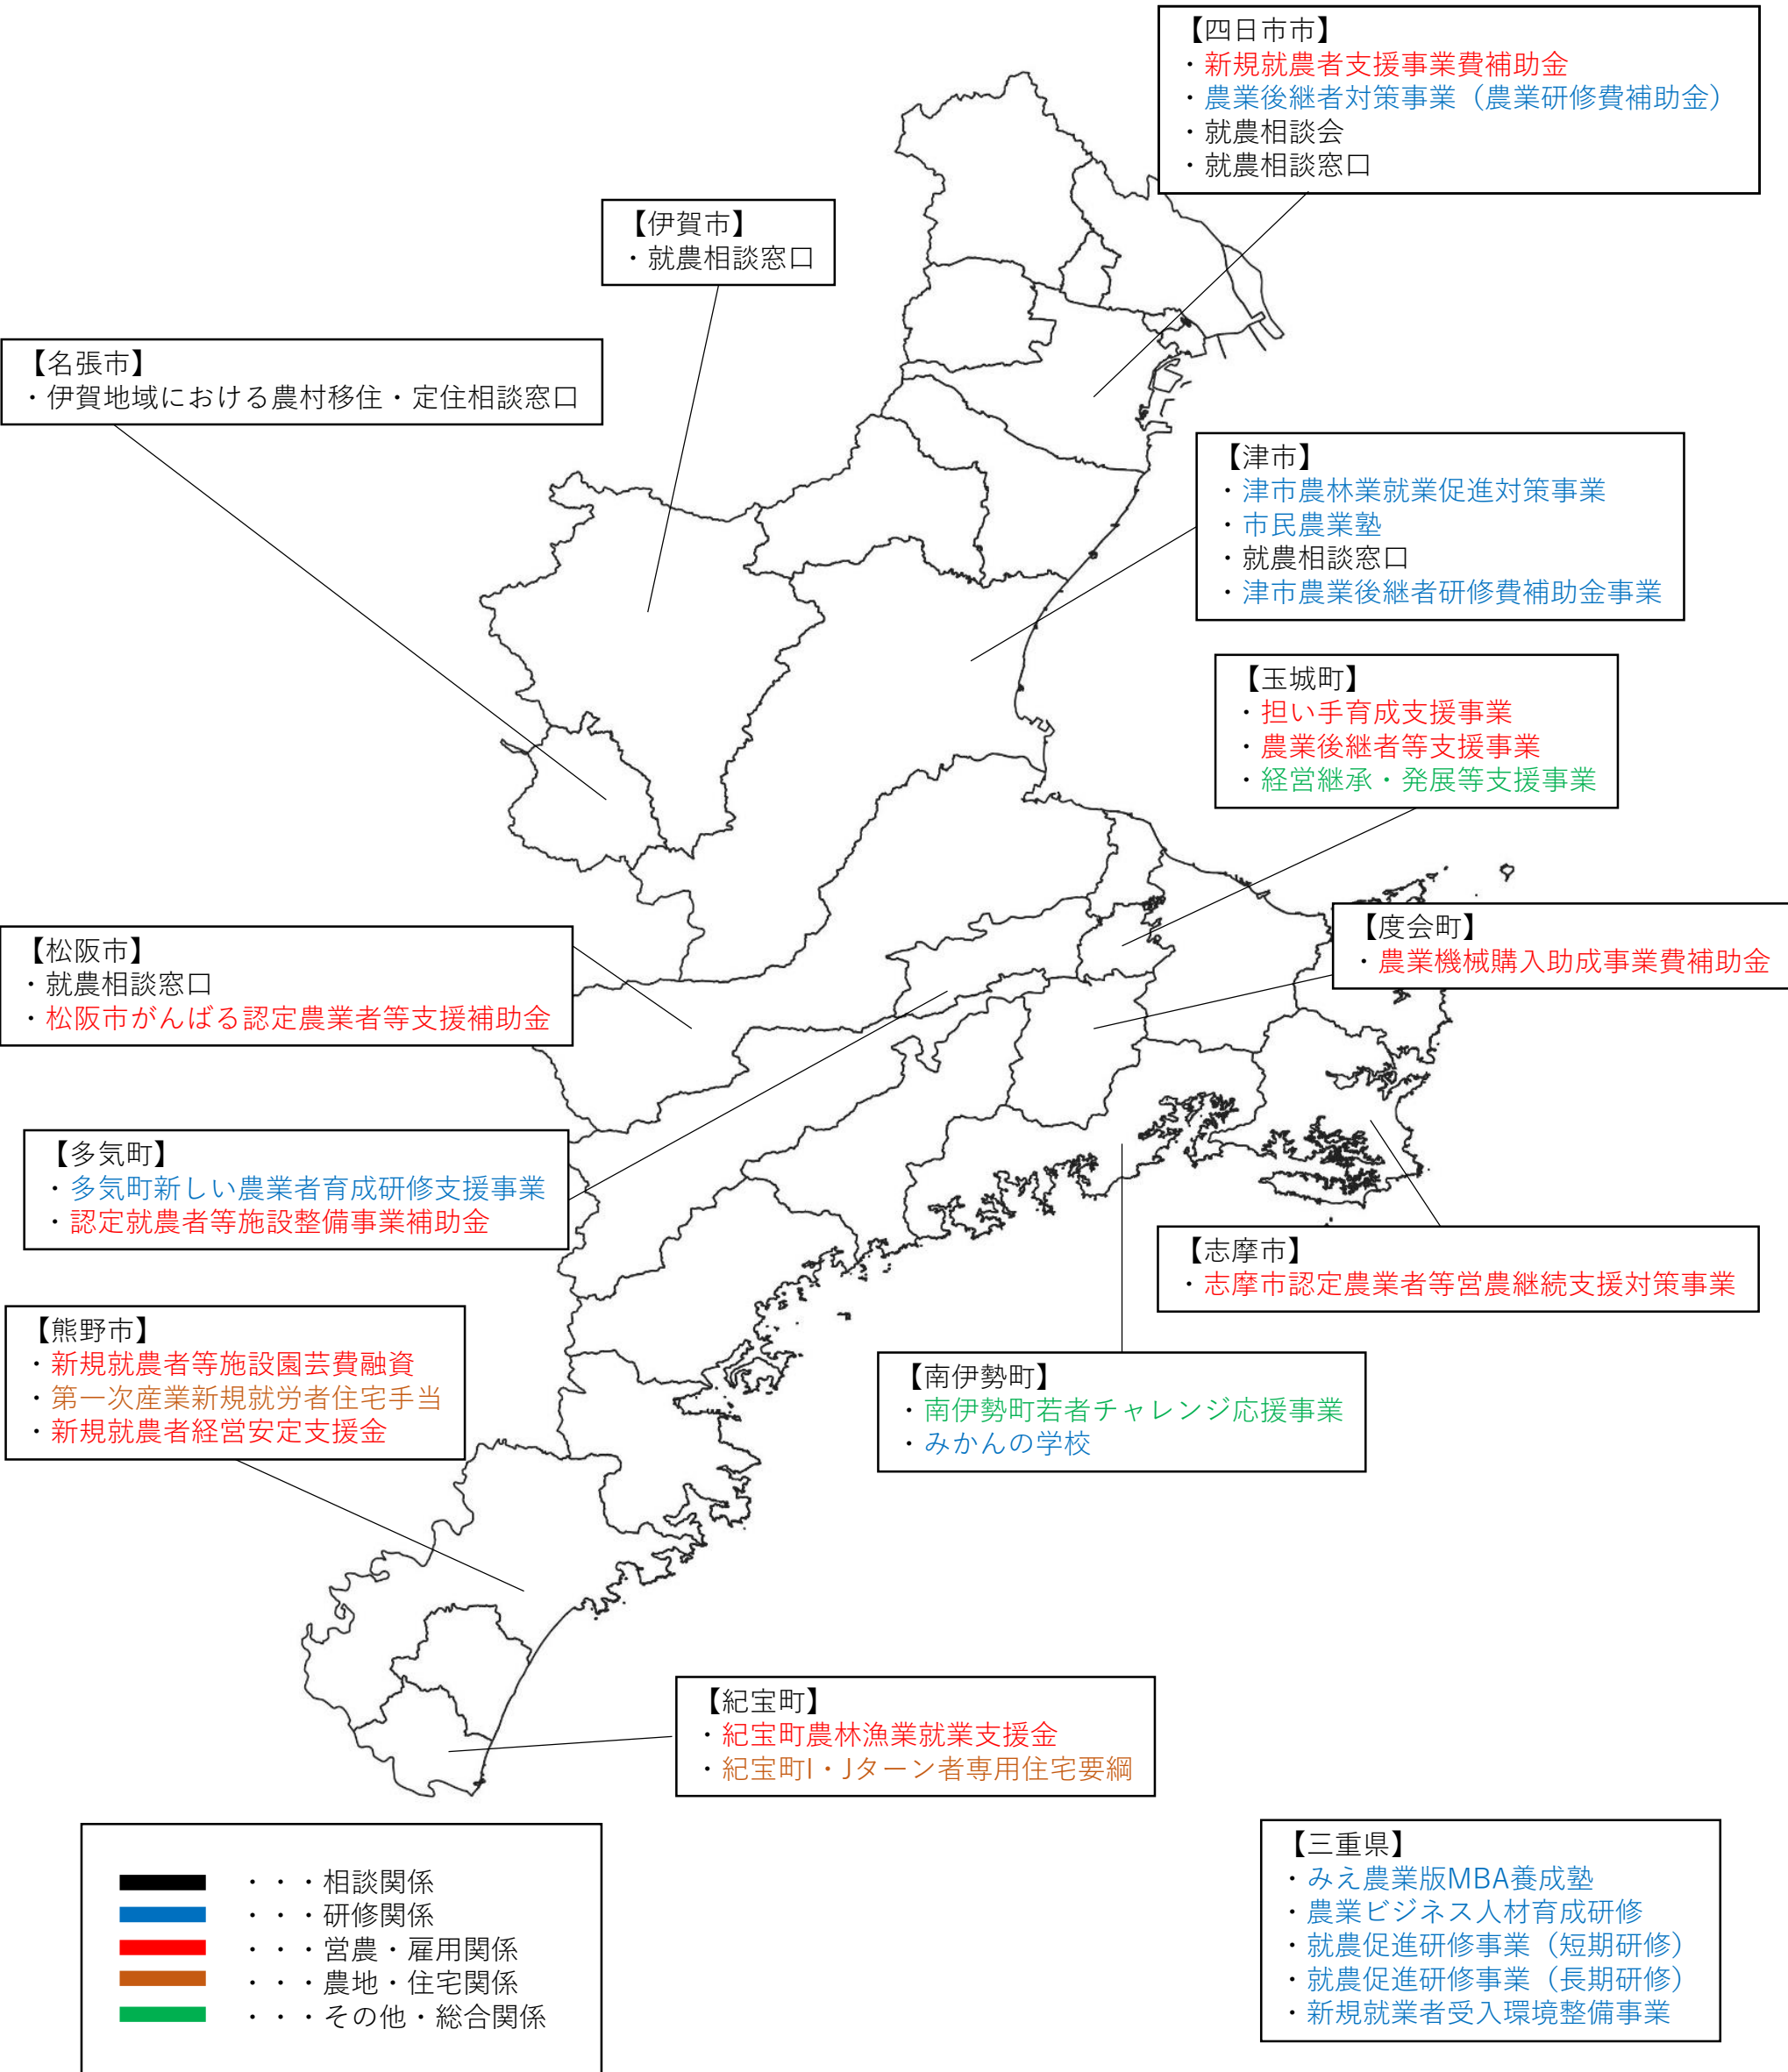 【四日市市】
・新規就農者支援事業費補助金
・農業後継者対策事業（農業研修費補助金）
・就農相談会
・就農相談窓口
【伊賀市】
・就農相談窓口
【名張市】
・伊賀地域における農村移住・定住相談窓口
【津市】
・津市農林業就業促進対策事業
・市民農業塾
・就農相談窓口
・津市農業後継者研修費補助金事業
【玉城町】
・担い手育成支援事業
・農業後継者等支援事業
・経営継承・発展等支援事業
【度会町】
・農業機械購入助成事業費補助金
【松阪市】
・就農相談窓口
・松阪市がんばる認定農業者等支援補助金
【多気町】
・多気町新しい農業者育成研修支援事業
・認定就農者等施設整備事業補助金
【志摩市】
・志摩市認定農業者等営農継続支援対策事業
【熊野市】
・新規就農者等施設園芸費融資
・第一次産業新規就労者住宅手当
・新規就農者経営安定支援金
【南伊勢町】
・南伊勢町若者チャレンジ応援事業
・みかんの学校
【紀宝町】
・紀宝町農林漁業就業支援金
・紀宝町I・Jターン者専用住宅要綱
・・・相談関係
・・・研修関係
・・・営農・雇用関係
・・・農地・住宅関係
・・・その他・総合関係
【三重県】
・みえ農業版MBA養成塾
・農業ビジネス人材育成研修
・就農促進研修事業（短期研修）
・就農促進研修事業（長期研修）
・新規就業者受入環境整備事業